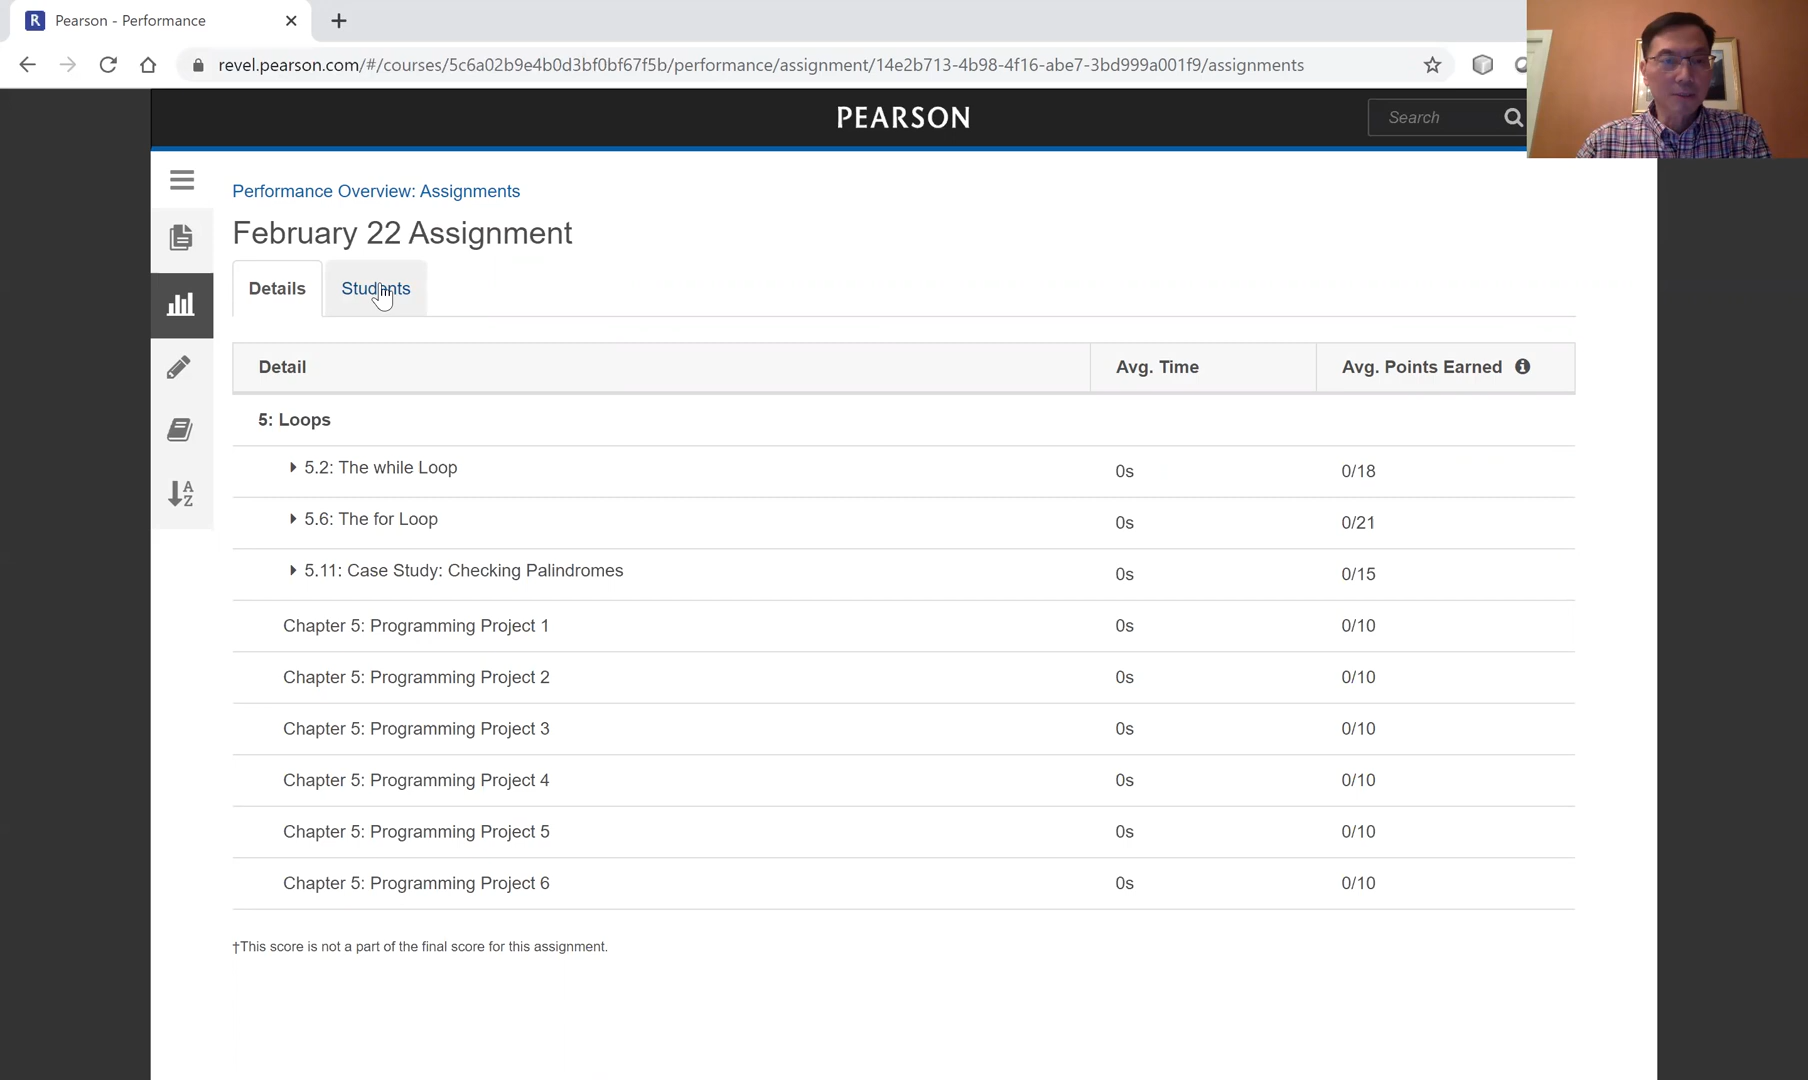 R Pearson - Performance
revel.pearson.com/#/courses/5c6a02b9e4b0d3bf0bf67f5b/performance/assignment/14e2b713-4b98-4f16-abe7-3bd999a001f9/assignments
PEARSON
Search
Performance Overview: Assignments
February 22 Assignment
Details Students
Detail Avg. Time Avg. Points Earned
5: Loops
5.2: The while Loop 0s 0/18
5.6: The for Loop 0s 0/21
5.11: Case Study: Checking Palindromes 0s 0/15
Chapter 5: Programming Project 1 0s 0/10
Chapter 5: Programming Project 2 0s 0/10
Chapter 5: Programming Project 3 0s 0/10
Chapter 5: Programming Project 4 0s 0/10
Chapter 5: Programming Project 5 0s 0/10
Chapter 5: Programming Project 6 0s 0/10
†This score is not a part of the final score for this assignment.
A
Z